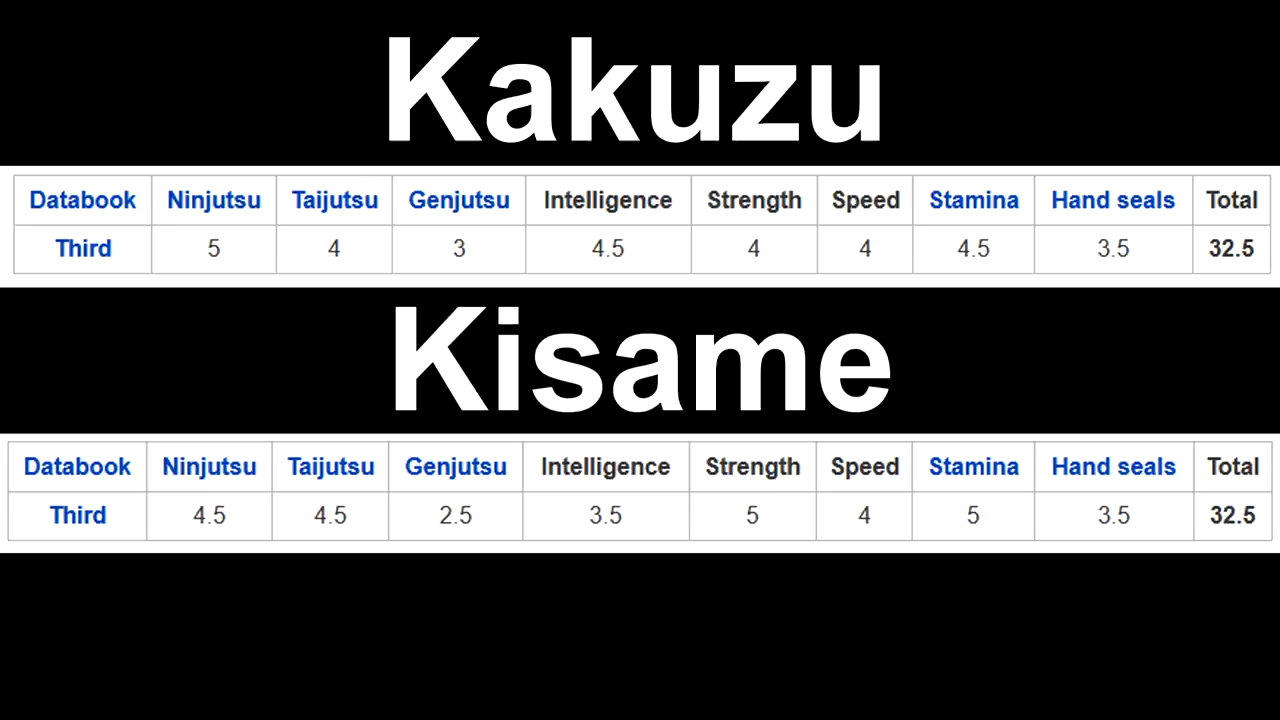 Kakuzu
Databook Ninjutsu Taijutsu Genjutsu Intelligence Strength Speed Stamina Hand seals Total
Third 5 4 3 4.5 4 4 4.5 3.5 32.5
Kisame
Databook Ninjutsu Taijutsu Genjutsu Intelligence Strength Speed Stamina Hand seals Total
Third 4.5 4.5 2.5 3.5 5 4 5 3.5 32.5